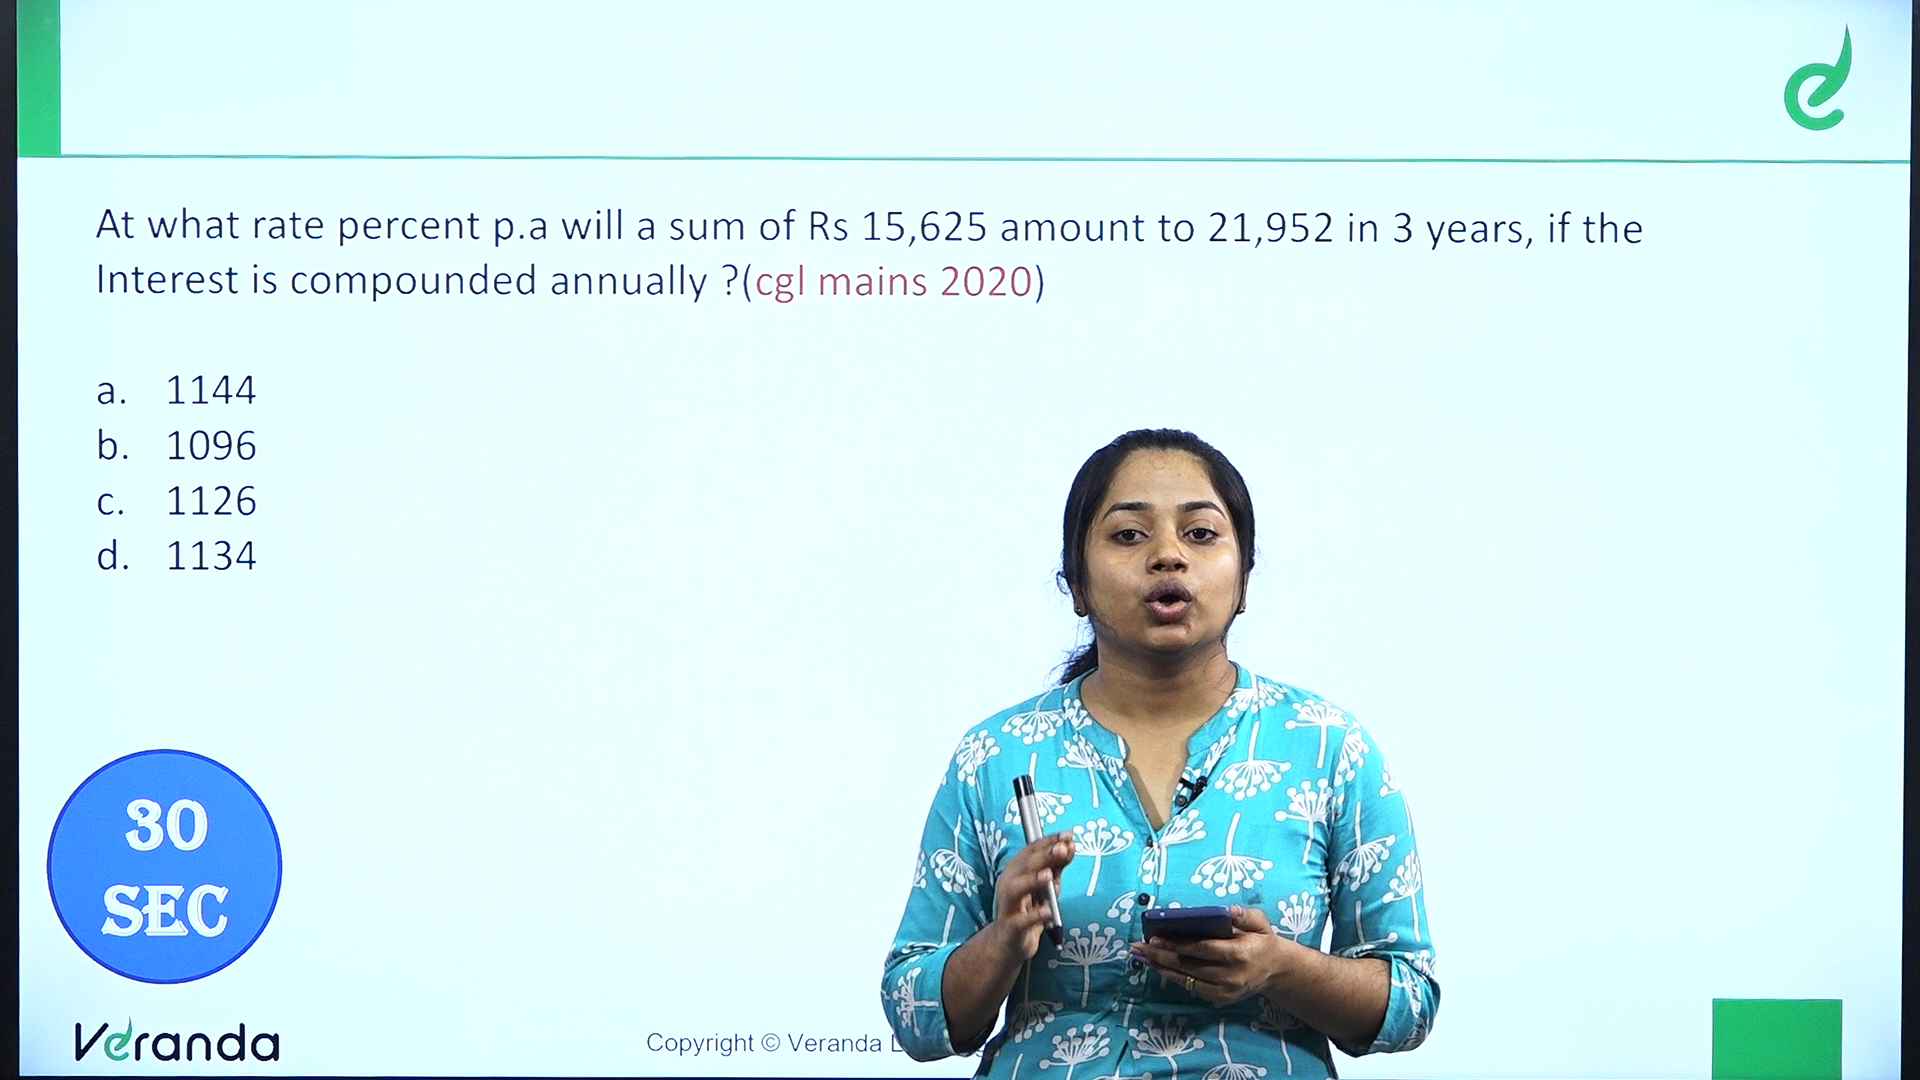 At what rate percent p.a will a sum of Rs 15,625 amount to 21,952 in 3 years, if the
Interest is compounded annually ?(cgl mains 2020)
a. 1144
b. 1096
c. 1126
d. 1134
30
SEC
Veranda
Copyright © Veranda